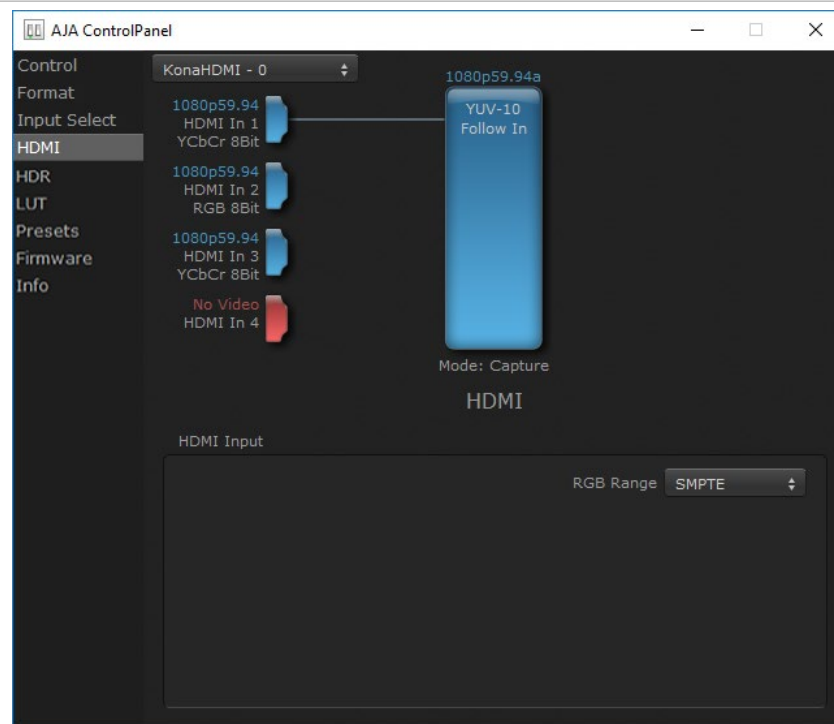 AJA ControlPanel
Control
Format
Input Select
HDMI
HDR
LUT
Presets
Firmware
Info
KonaHDMI - 0
1080p59.94
HDMI In 1
YCbCr 8Bit
1080p59.94
HDMI In 2
RGB 8Bit
1080p59.94
HDMI In 3
YCbCr 8Bit
No Video
HDMI In 4
1080p59.94a
YUV-10
Follow In
Mode: Capture
HDMI
HDMI Input
RGB Range SMPTE